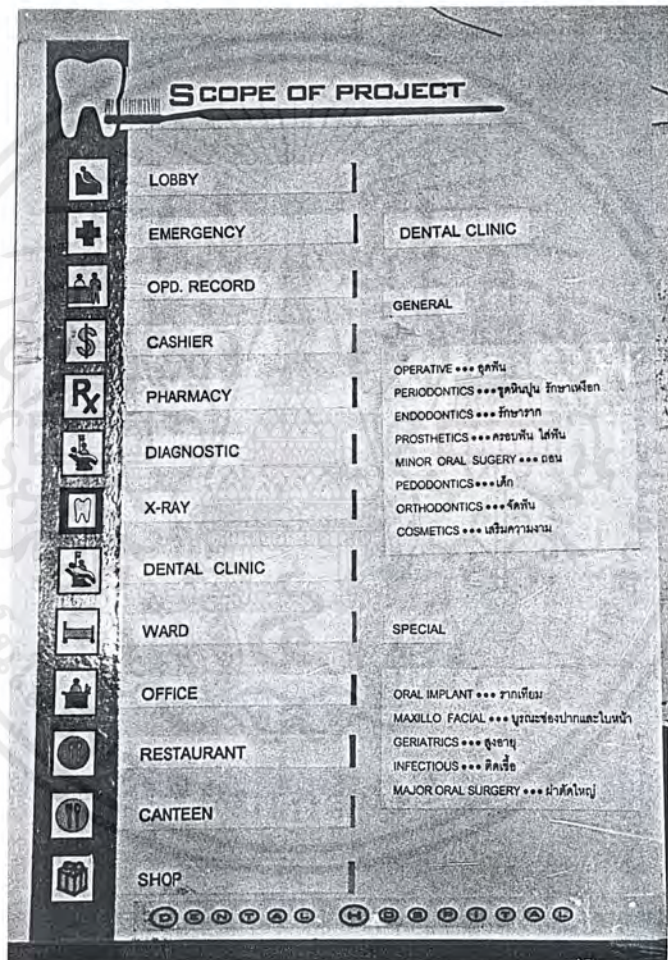 SCOPE OF PROJECT
LOBBY
EMERGENCY
OPD. RECORD
CASHIER
PHARMACY
DIAGNOSTIC
X-RAY
DENTAL CLINIC
WARD
OFFICE
RESTAURANT
CANTEEN
SHOP
DENTAL CLINIC
GENERAL
OPERATIVE ••• อุดฟัน
PERIODONTICS ••• ขูดหินปูน รักษาเหงือก
ENDODONTICS ••• รักษาราก
PROSTHETICS ••• ครอบฟัน ใส่ฟัน
MINOR ORAL SUGERY ••• ถอน
PEDODONTICS ••• เด็ก
ORTHODONTICS ••• จัดฟัน
COSMETICS ••• เสริมความงาม
SPECIAL
ORAL IMPLANT ••• รากเทียม
MAXILLO FACIAL ••• บูรณะช่องปากและใบหน้า
GERIATRICS ••• สูงอายุ
INFECTIOUS ••• ติดเชื้อ
MAJOR ORAL SURGERY ••• ผ่าตัดใหญ่
$
Rx
DENTAL HOSPITAL